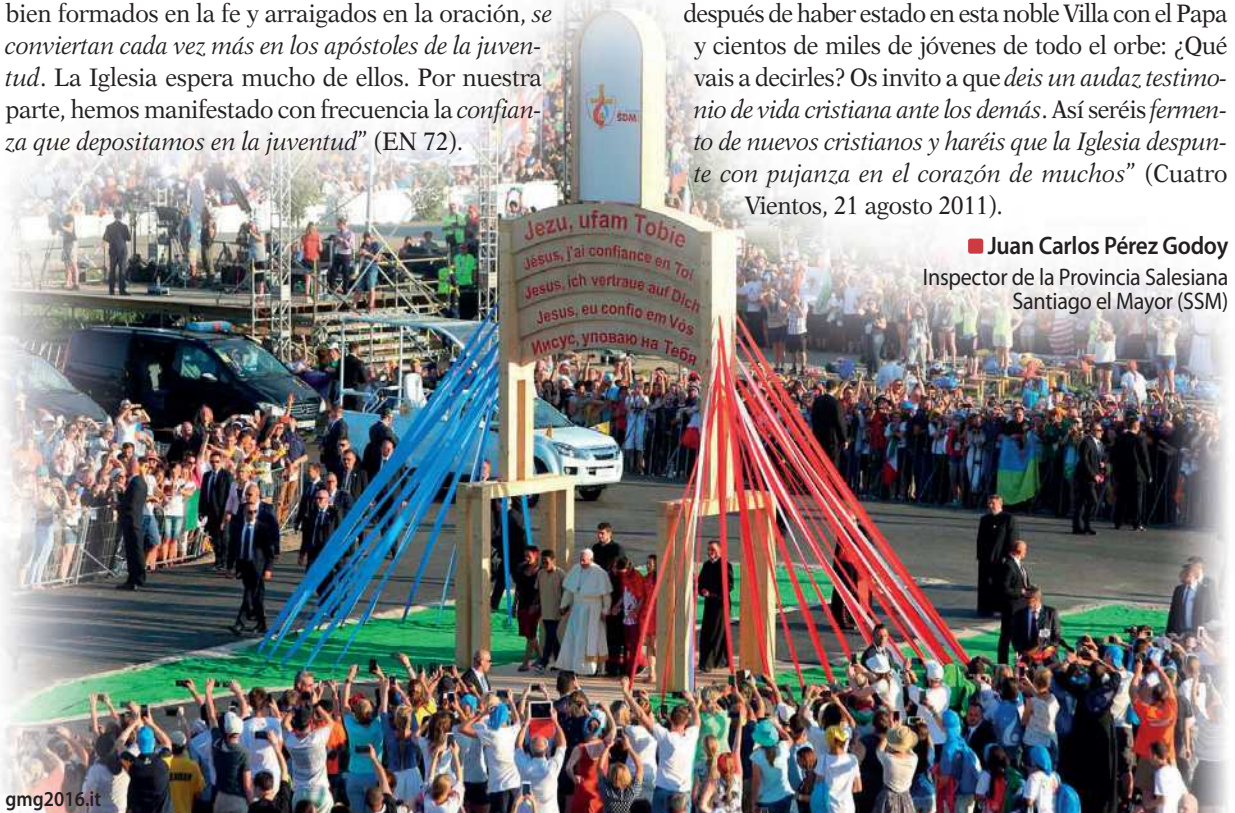 bien formados en la fe y arraigados en la oración, se
conviertan cada vez más en los apóstoles de la juven-
tud. La Iglesia espera mucho de ellos. Por nuestra
parte, hemos manifestado con frecuencia la confian-
za que depositamos en la juventud” (EN 72).
después de haber estado en esta noble Villa con el Papa
y cientos de miles de jóvenes de todo el orbe: ¿Qué
vais a decirles? Os invito a que deis un audaz testimo-
nio de vida cristiana ante los demás. Así seréis fermen-
to de nuevos cristianos y haréis que la Iglesia despun-
te con pujanza en el corazón de muchos” (Cuatro
Vientos, 21 agosto 2011).
Juan Carlos Pérez Godoy
Inspector de la Provincia Salesiana
Santiago el Mayor (SSM)
ŚDM
Jezu, ufam Tobie
Jésus, j'ai confiance en Toi
Jesus, ich vertraue auf Dich
Jesus, eu confio em Vós
Иисус, уповаю на Тебя
gmg2016.it